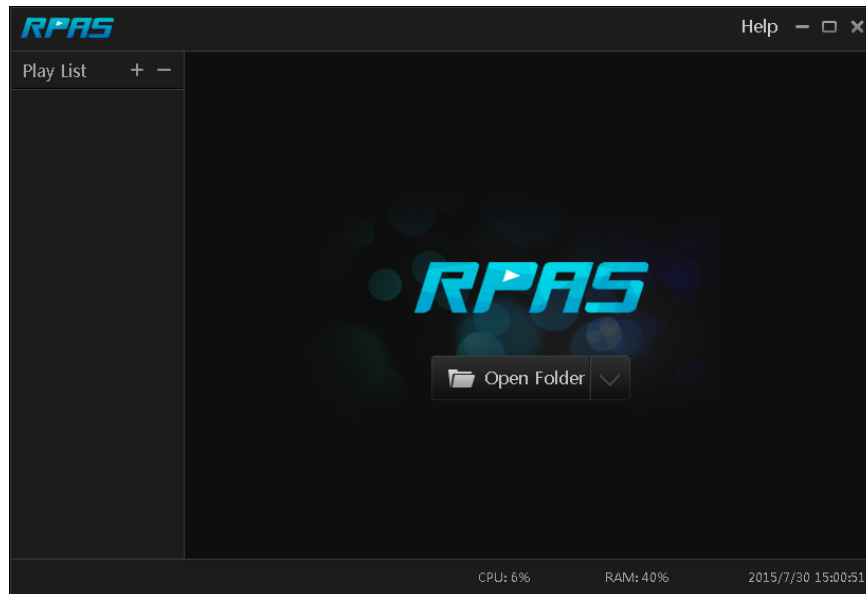 RPAS Help
Play List + −
RPAS
Open Folder
CPU: 6% RAM: 40% 2015/7/30 15:00:51